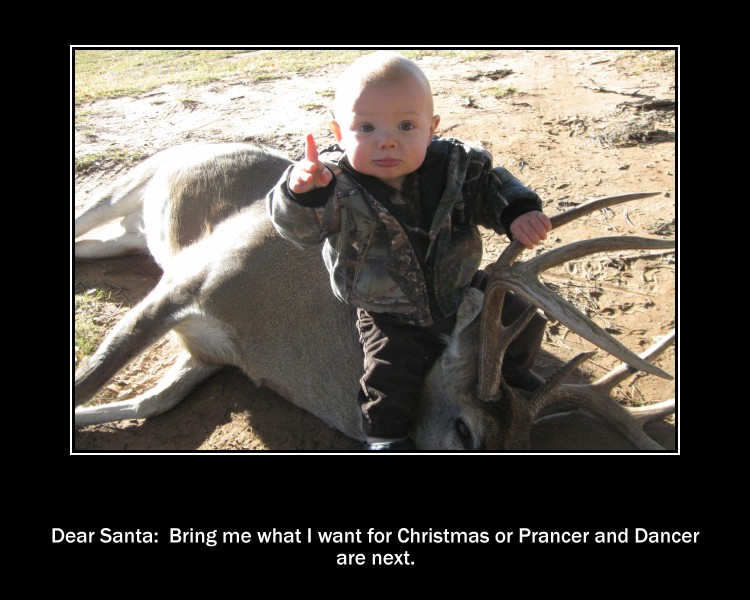 Dear Santa:  Bring me what I want for Christmas or Prancer and Dancer
are next.